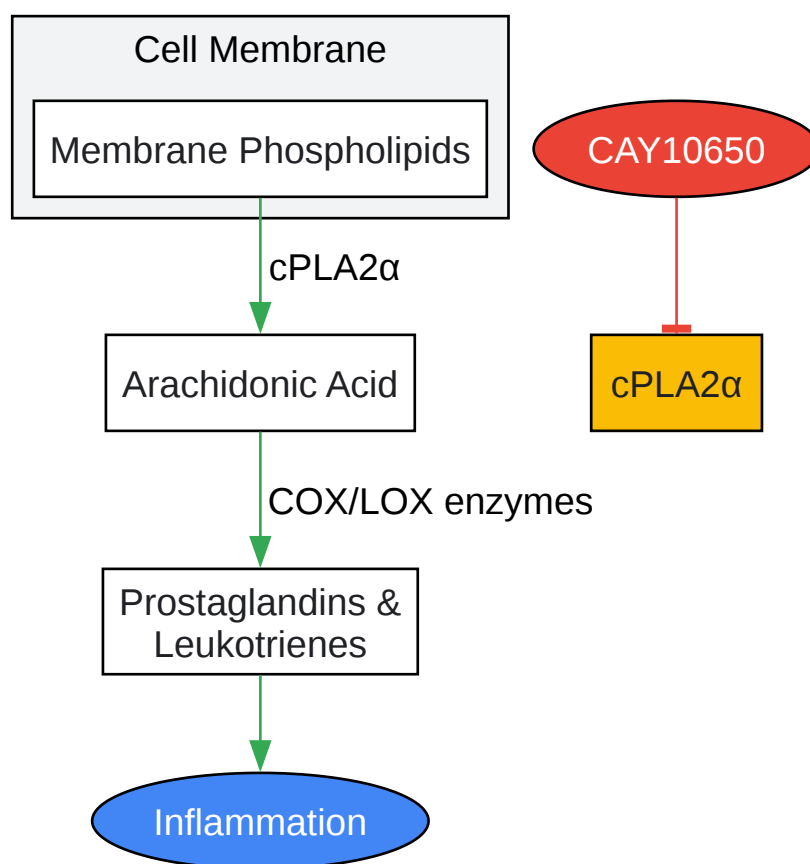 Cell Membrane
Membrane Phospholipids
CAY10650
cPLA2α
Arachidonic Acid
cPLA2α
COX/LOX enzymes
Prostaglandins &
Leukotrienes
Inflammation